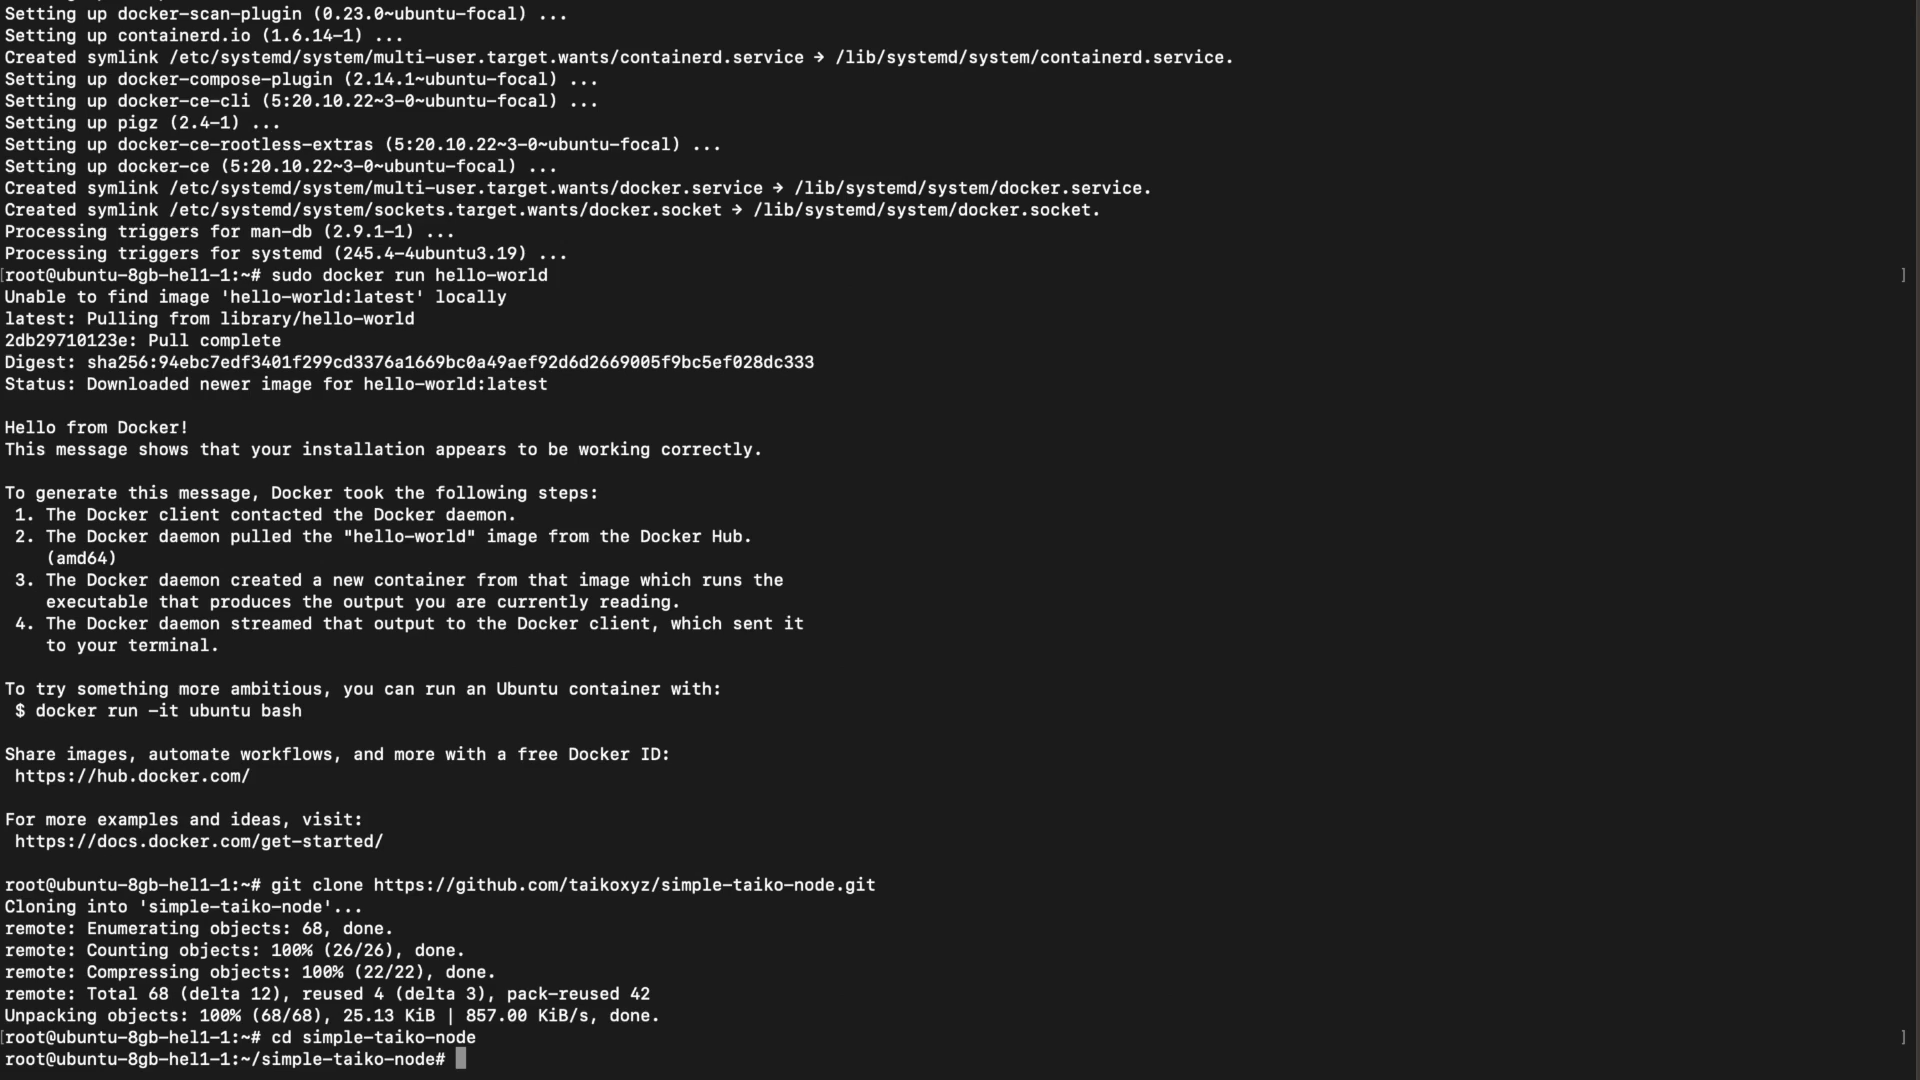 Setting up docker-scan-plugin (0.23.0~ubuntu-focal) ...
Setting up containerd.io (1.6.14-1) ...
Created symlink /etc/systemd/system/multi-user.target.wants/containerd.service → /lib/systemd/system/containerd.service.
Setting up docker-compose-plugin (2.14.1~ubuntu-focal) ...
Setting up docker-ce-cli (5:20.10.22~3-0~ubuntu-focal) ...
Setting up pigz (2.4-1) ...
Setting up docker-ce-rootless-extras (5:20.10.22~3-0~ubuntu-focal) ...
Setting up docker-ce (5:20.10.22~3-0~ubuntu-focal) ...
Created symlink /etc/systemd/system/multi-user.target.wants/docker.service → /lib/systemd/system/docker.service.
Created symlink /etc/systemd/system/sockets.target.wants/docker.socket → /lib/systemd/system/docker.socket.
Processing triggers for man-db (2.9.1-1) ...
Processing triggers for systemd (245.4-4ubuntu3.19) ...
[root@ubuntu-8gb-hel1-1:~# sudo docker run hello-world ]
Unable to find image 'hello-world:latest' locally
latest: Pulling from library/hello-world
2db29710123e: Pull complete
Digest: sha256:94ebc7edf3401f299cd3376a1669bc0a49aef92d6d2669005f9bc5ef028dc333
Status: Downloaded newer image for hello-world:latest
Hello from Docker!
This message shows that your installation appears to be working correctly.
To generate this message, Docker took the following steps:
1. The Docker client contacted the Docker daemon.
2. The Docker daemon pulled the "hello-world" image from the Docker Hub.
(amd64)
3. The Docker daemon created a new container from that image which runs the
executable that produces the output you are currently reading.
4. The Docker daemon streamed that output to the Docker client, which sent it
to your terminal.
To try something more ambitious, you can run an Ubuntu container with:
$ docker run -it ubuntu bash
Share images, automate workflows, and more with a free Docker ID:
https://hub.docker.com/
For more examples and ideas, visit:
https://docs.docker.com/get-started/
root@ubuntu-8gb-hel1-1:~# git clone https://github.com/taikoxyz/simple-taiko-node.git
Cloning into 'simple-taiko-node'...
remote: Enumerating objects: 68, done.
remote: Counting objects: 100% (26/26), done.
remote: Compressing objects: 100% (22/22), done.
remote: Total 68 (delta 12), reused 4 (delta 3), pack-reused 42
Unpacking objects: 100% (68/68), 25.13 KiB | 857.00 KiB/s, done.
[root@ubuntu-8gb-hel1-1:~# cd simple-taiko-node ]
root@ubuntu-8gb-hel1-1:~/simple-taiko-node#